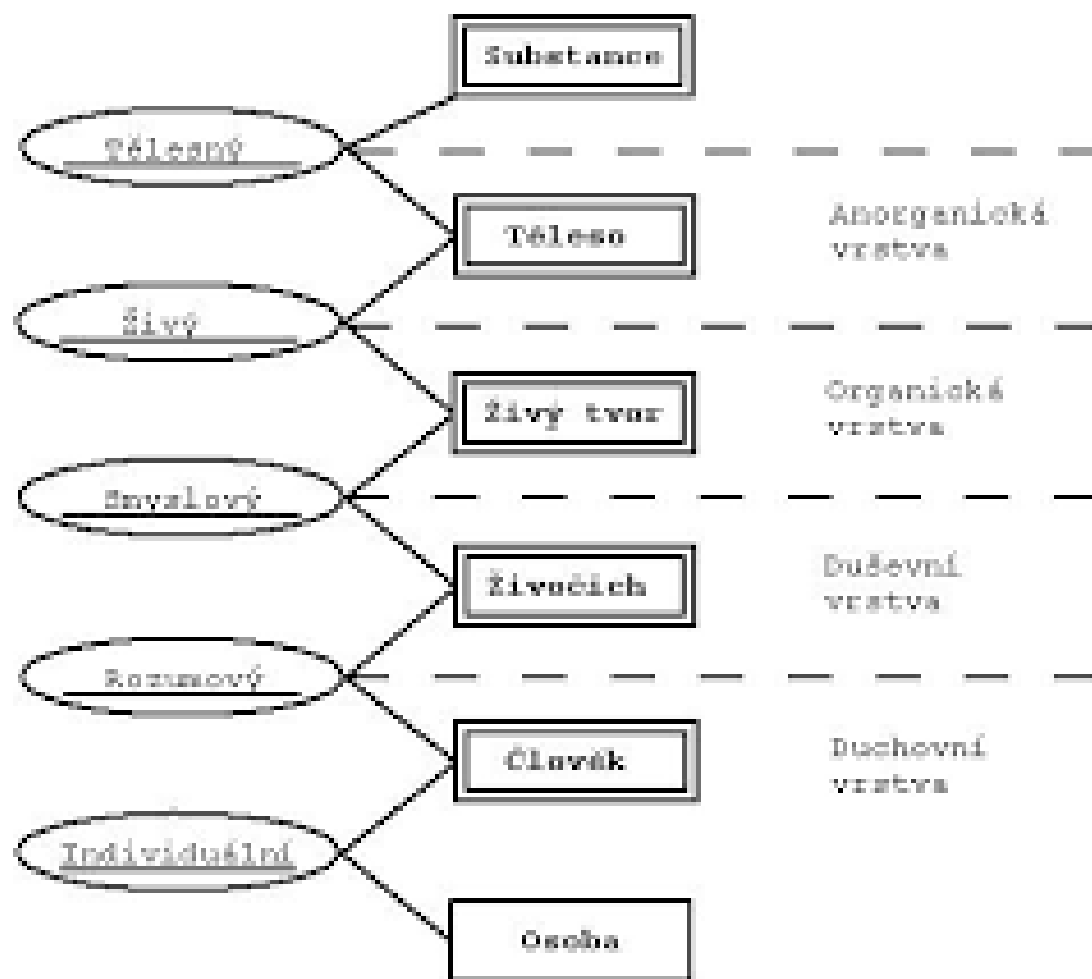 Substance
Tělesný
Těleso
Anorganická
vrstva
Živý
Živý tvor
Organická
vrstva
Smyslový
Živočich
Duševní
vrstva
Rozumový
Člověk
Duchovní
vrstva
Individuální
Osoba